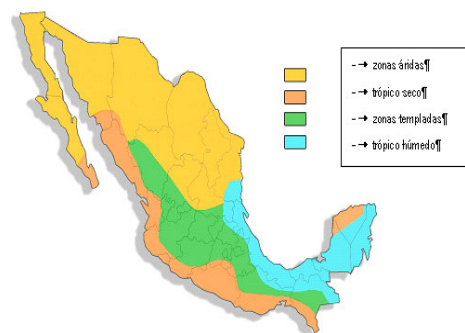 - → zonas áridas¶
- → trópico seco¶
- → zonas templadas¶
- → trópico húmedo¶